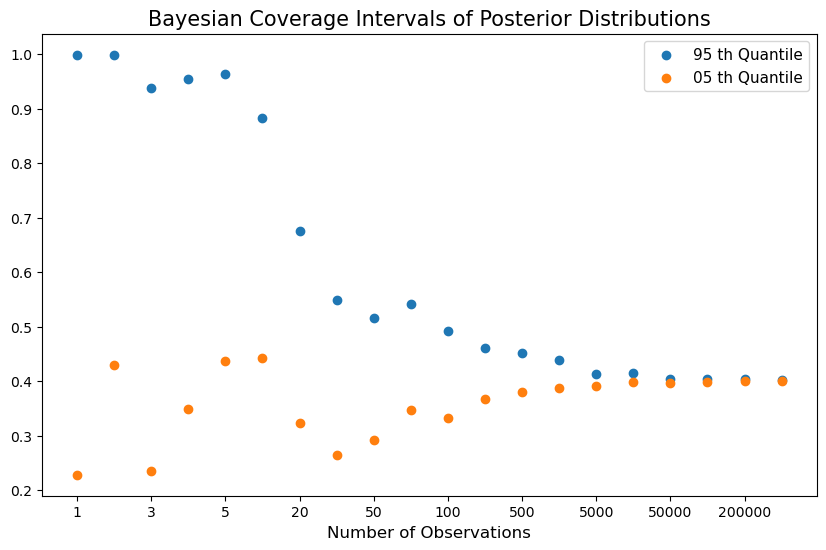 Bayesian Coverage Intervals of Posterior Distributions
95 th Quantile
05 th Quantile
1.0
0.9
0.8
0.7
0.6
0.5
0.4
0.3
0.2
1 3 5 20 50 100 500 5000 50000 200000
Number of Observations